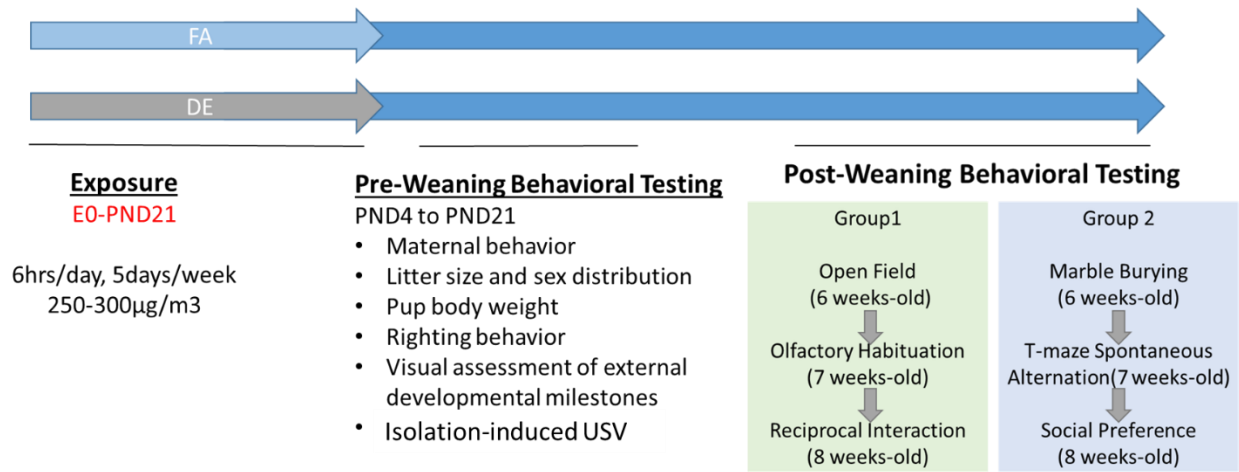 FA
DE
Exposure
E0-PND21
6hrs/day, 5days/week
250-300µg/m3
Pre-Weaning Behavioral Testing
PND4 to PND21
• Maternal behavior
• Litter size and sex distribution
• Pup body weight
• Righting behavior
• Visual assessment of external
developmental milestones
• Isolation-induced USV
Post-Weaning Behavioral Testing
Group1
Open Field
(6 weeks-old)
Olfactory Habituation
(7 weeks-old)
Reciprocal Interaction
(8 weeks-old)
Group 2
Marble Burying
(6 weeks-old)
T-maze Spontaneous
Alternation(7 weeks-old)
Social Preference
(8 weeks-old)